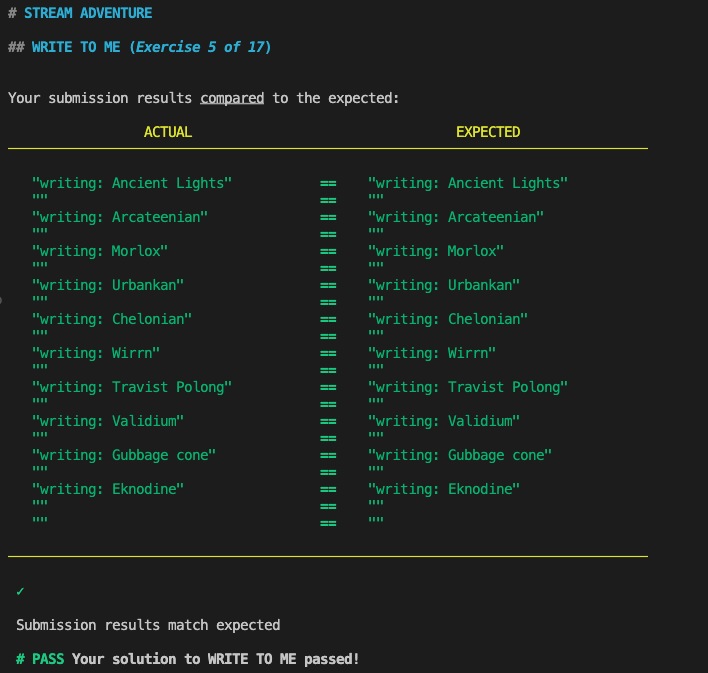 # STREAM ADVENTURE
## WRITE TO ME (Exercise 5 of 17)
Your submission results compared to the expected:
ACTUAL EXPECTED
"writing: Ancient Lights" == "writing: Ancient Lights"
"" == ""
"writing: Arcateenian" == "writing: Arcateenian"
"" == ""
"writing: Morlox" == "writing: Morlox"
"" == ""
"writing: Urbankan" == "writing: Urbankan"
"" == ""
"writing: Chelonian" == "writing: Chelonian"
"" == ""
"writing: Wirrn" == "writing: Wirrn"
"" == ""
"writing: Travist Polong" == "writing: Travist Polong"
"" == ""
"writing: Validium" == "writing: Validium"
"" == ""
"writing: Gubbage cone" == "writing: Gubbage cone"
"" == ""
"writing: Eknodine" == "writing: Eknodine"
"" == ""
"" == ""
✓
Submission results match expected
# PASS Your solution to WRITE TO ME passed!